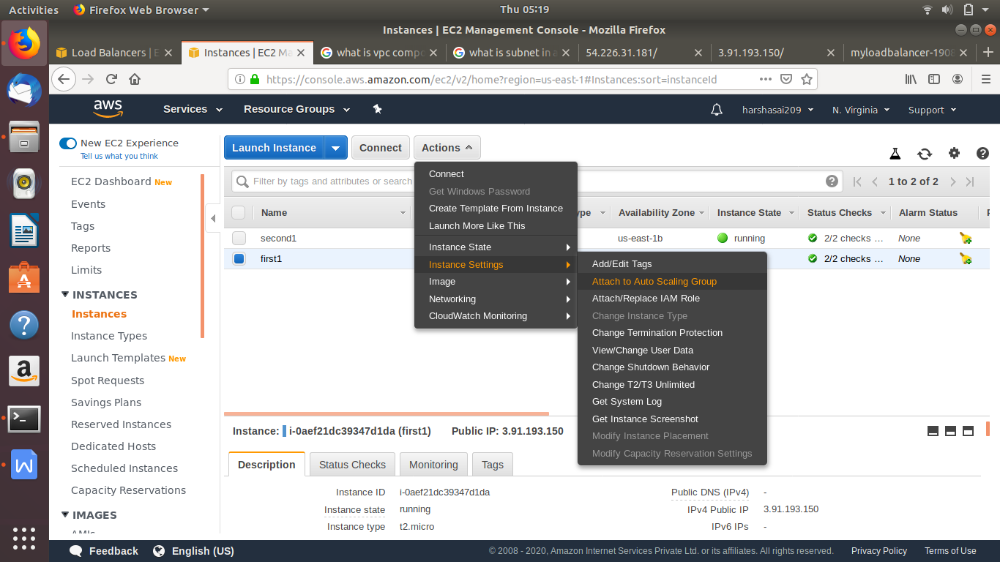 Activities Firefox Web Browser Thu 05:19
Instances | EC2 Management Console - Mozilla Firefox
Load Balancers | E Instances | EC2 Ma what is vpc compo what is subnet in a 54.226.31.181/ 3.91.193.150/ myloadbalancer-1908
https://console.aws.amazon.com/ec2/v2/home?region=us-east-1#Instances:sort=instanceId
aws Services Resource Groups harshasai209 N. Virginia Support
New EC2 Experience
Tell us what you think
EC2 Dashboard New
Events
Tags
Reports
Limits
INSTANCES
Instances
Instance Types
Launch Templates New
Spot Requests
Savings Plans
Reserved Instances
Dedicated Hosts
Scheduled Instances
Capacity Reservations
IMAGES
AMIs
Launch Instance Connect Actions
Filter by tags and attributes or search 1 to 2 of 2
Name Availability Zone Instance State Status Checks Alarm Status
second1 us-east-1b running 2/2 checks ... None
first1 2/2 checks ... None
Connect
Get Windows Password
Create Template From Instance
Launch More Like This
Instance State
Instance Settings
Image
Networking
CloudWatch Monitoring
Add/Edit Tags
Attach to Auto Scaling Group
Attach/Replace IAM Role
Change Instance Type
Change Termination Protection
View/Change User Data
Change Shutdown Behavior
Change T2/T3 Unlimited
Get System Log
Get Instance Screenshot
Modify Instance Placement
Modify Capacity Reservation Settings
Instance: i-0aef21dc39347d1da (first1) Public IP: 3.91.193.150
Description Status Checks Monitoring Tags
Instance ID i-0aef21dc39347d1da Public DNS (IPv4) -
Instance state running IPv4 Public IP 3.91.193.150
Instance type t2.micro IPv6 IPs -
Feedback English (US) © 2008 - 2020, Amazon Internet Services Private Ltd. or its affiliates. All rights reserved. Privacy Policy Terms of Use